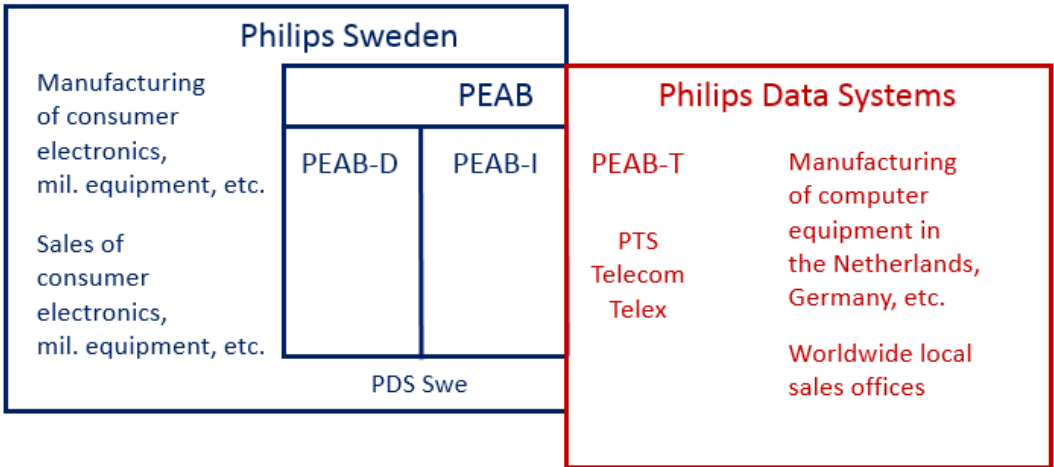 Philips Sweden
Manufacturing
of consumer
electronics,
mil. equipment, etc.
Sales of
consumer
electronics,
mil. equipment, etc.
PEAB
PEAB-D
PEAB-I
PDS Swe
Philips Data Systems
PEAB-T
PTS
Telecom
Telex
Manufacturing
of computer
equipment in
the Netherlands,
Germany, etc.
Worldwide local
sales offices